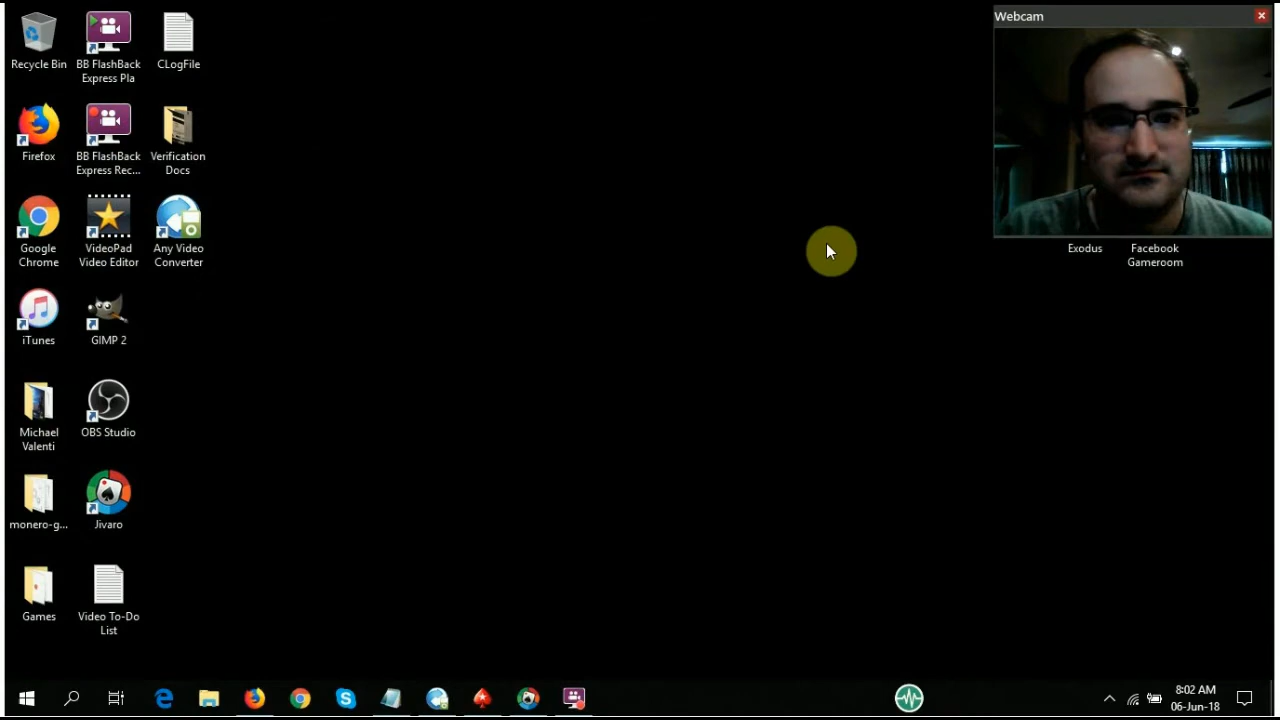 Webcam
Recycle Bin
BB FlashBack
Express Pla
CLogFile
Firefox
BB FlashBack
Express Rec...
Verification
Docs
Google
Chrome
VideoPad
Video Editor
Any Video
Converter
Exodus
Facebook
Gameroom
iTunes
GIMP 2
Michael
Valenti
OBS Studio
monero-g...
Jivaro
Games
Video To-Do
List
8:02 AM
06-Jun-18